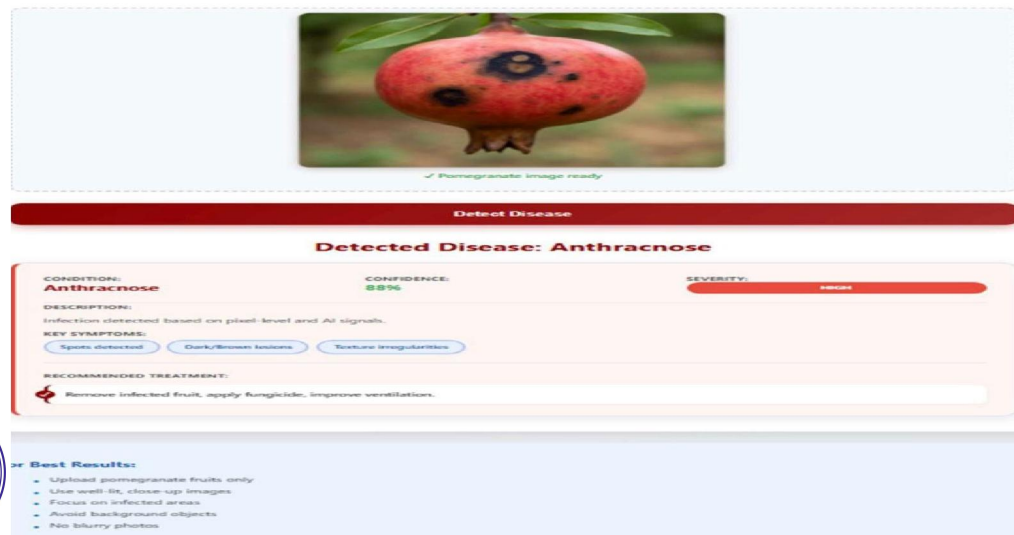 ✓ Pomegranate image ready
Detect Disease
Detected Disease: Anthracnose
CONDITION:
Anthracnose
CONFIDENCE:
88%
SEVERITY:
HIGH
DESCRIPTION:
Infection detected based on pixel-level and AI signals.
KEY SYMPTOMS:
Spots detected
Dark/Brown lesions
Texture irregularities
RECOMMENDED TREATMENT:
Remove infected fruit, apply fungicide, improve ventilation.
or Best Results:
Upload pomegranate fruits only
Use well-lit, close-up images
Focus on infected areas
Avoid background objects
No blurry photos